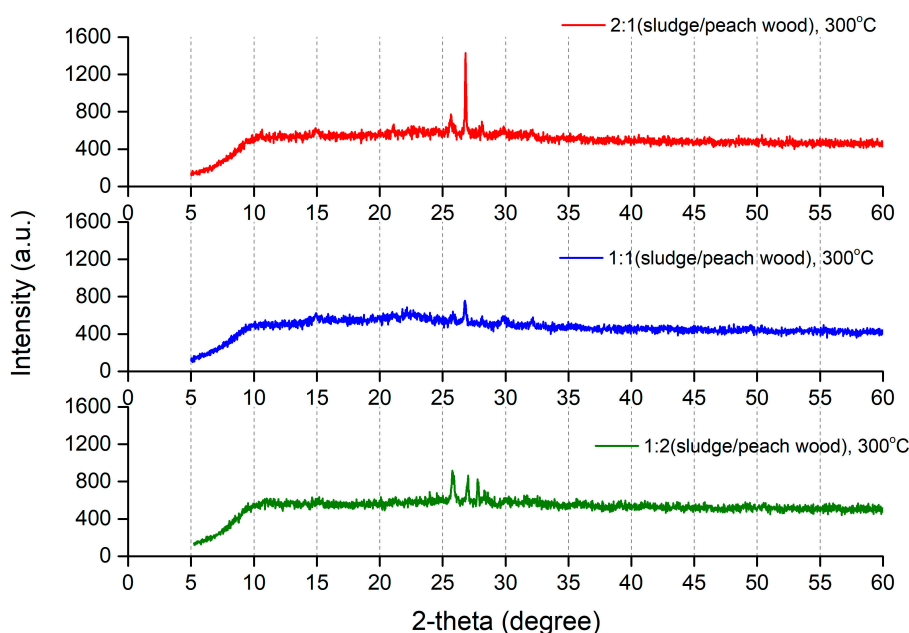 2:1(sludge/peach wood), 300°C
1600
1200
800
400
0
0 5 10 15 20 25 30 35 40 45 50 55 60
1:1(sludge/peach wood), 300°C
1600
1200
800
400
0
0 5 10 15 20 25 30 35 40 45 50 55 60
1:2(sludge/peach wood), 300°C
1600
1200
800
400
0
0 5 10 15 20 25 30 35 40 45 50 55 60
Intensity (a.u.)
2-theta (degree)